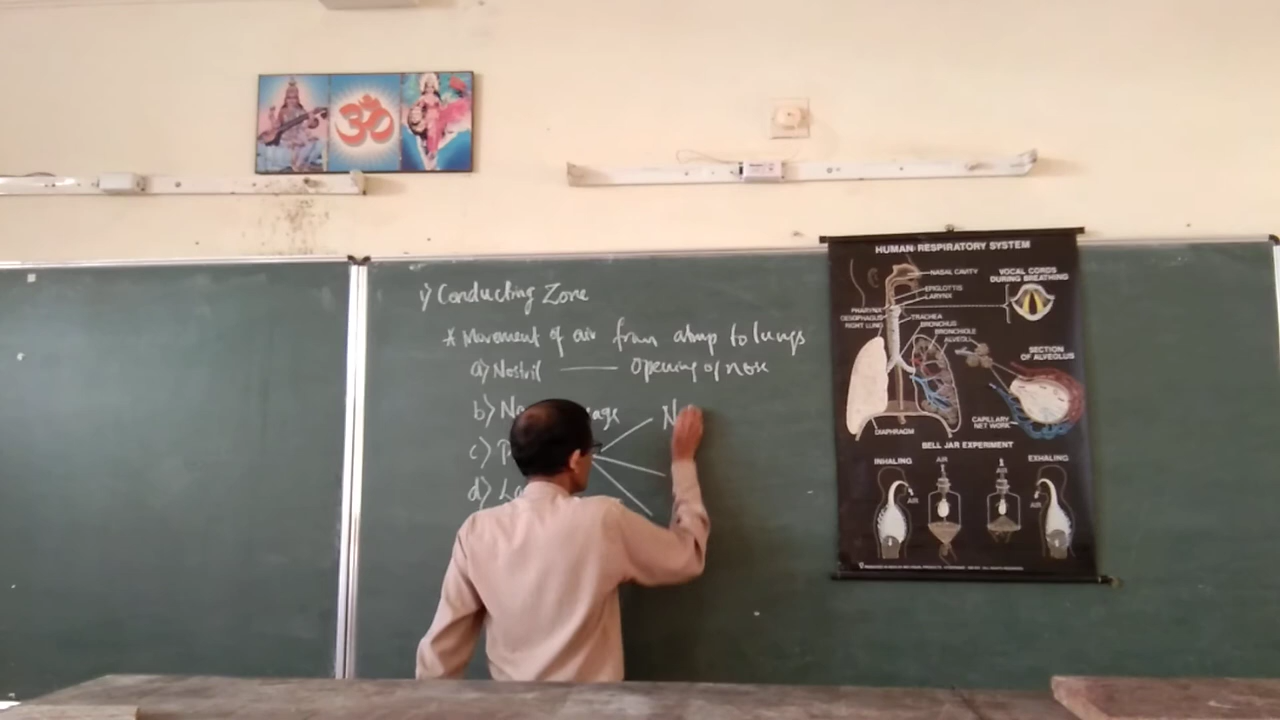 ॐ
i) Conducting Zone
* Movement of air from atmp to lungs
a) Nostril —— Opening of nose
b)
c)
d)
HUMAN RESPIRATORY SYSTEM
NASAL CAVITY
VOCAL CORDS
DURING BREATHING
EPIGLOTTIS
LARYNX
PHARYNX
OESOPHAGUS
RIGHT LUNG
TRACHEA
BRONCHUS
BRONCHIOLE
ALVEOLI
SECTION
OF ALVEOLUS
CAPILLARY
NET WORK
DIAPHRAGM
BELL JAR EXPERIMENT
INHALING
AIR
AIR
EXHALING
AIR
AIR